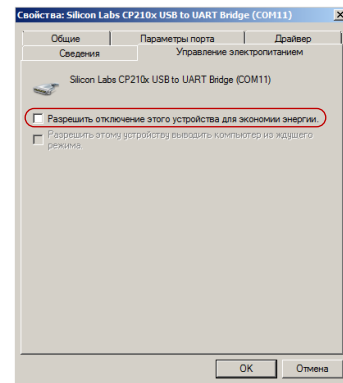 Свойства: Silicon Labs CP210x USB to UART Bridge (COM11)
Общие Параметры порта Драйвер
Сведения Управление электропитанием
Silicon Labs CP210x USB to UART Bridge (COM11)
Разрешить отключение этого устройства для экономии энергии.
Разрешить этому устройству выводить компьютер из ждущего
режима.
OK Отмена